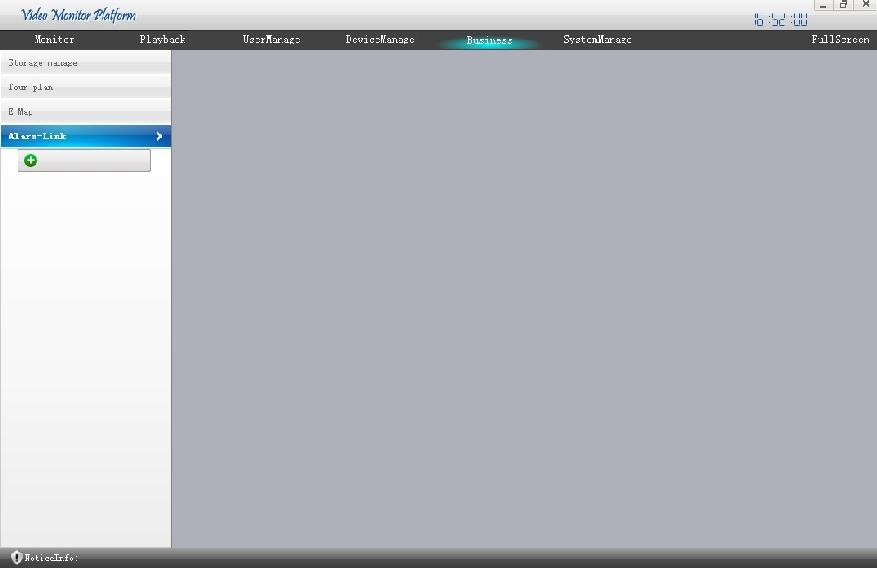 Video Monitor Platform
16:52:00
Monitor Playback UserManage DeviceManage Business SystemManage FullScreen
Storage manage
Tour plan
E Map
Alarm-Link
NoticeInfo: